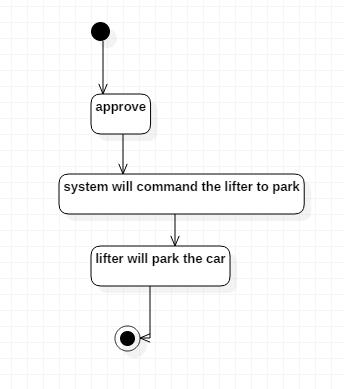 approve
system will command the lifter to park
lifter will park the car